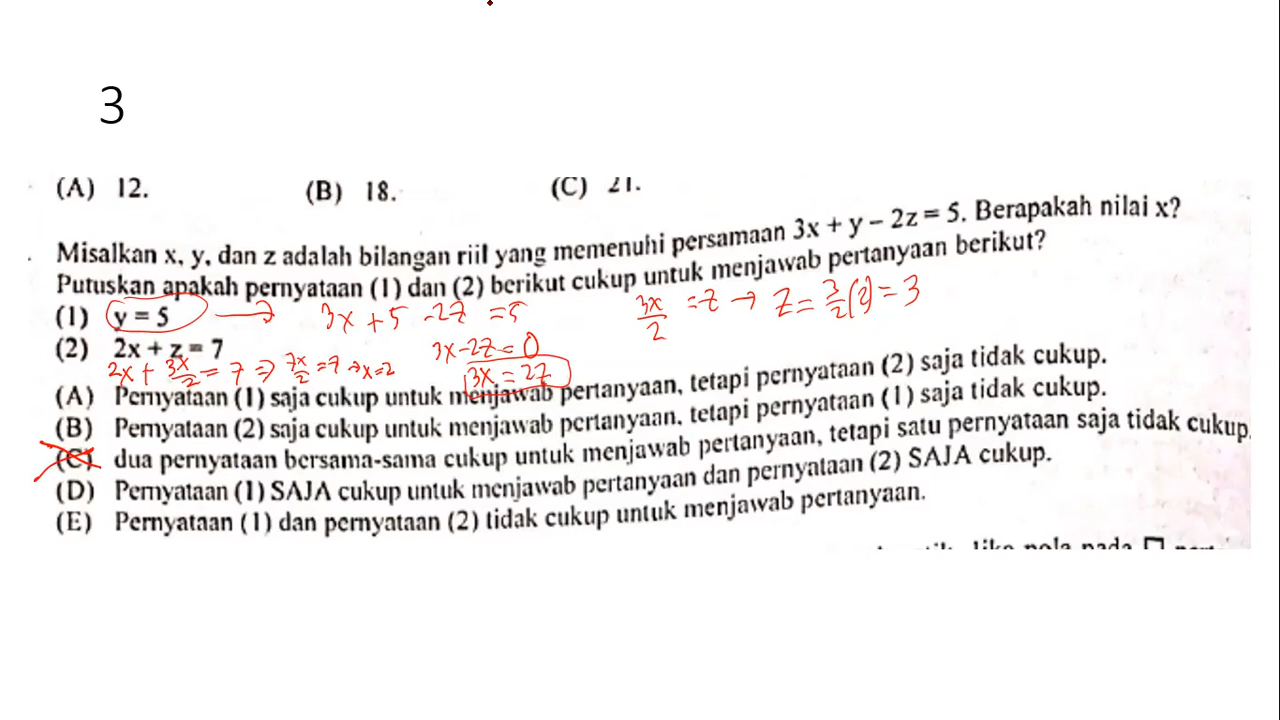 3
(A) 12. (B) 18. (C) 21.
Misalkan x, y, dan z adalah bilangan riil yang memenuhi persamaan 3x + y – 2z = 5. Berapakah nilai x?
Putuskan apakah pernyataan (1) dan (2) berikut cukup untuk menjawab pertanyaan berikut?
(1) y = 5 → 3x + 5 - 2z = 5
3x/2 = z → z = 3/2(2) = 3
(2) 2x + z = 7
3x - 2z = 0
2x + 3x/2 = 7 ⇒ 7x/2 = 7 → x = 2
3x = 2z
(A) Pernyataan (1) saja cukup untuk menjawab pertanyaan, tetapi pernyataan (2) saja tidak cukup.
(B) Pernyataan (2) saja cukup untuk menjawab pertanyaan, tetapi pernyataan (1) saja tidak cukup.
(C) dua pernyataan bersama-sama cukup untuk menjawab pertanyaan, tetapi satu pernyataan saja tidak cukup
(D) Pernyataan (1) SAJA cukup untuk menjawab pertanyaan dan pernyataan (2) SAJA cukup.
(E) Pernyataan (1) dan pernyataan (2) tidak cukup untuk menjawab pertanyaan.